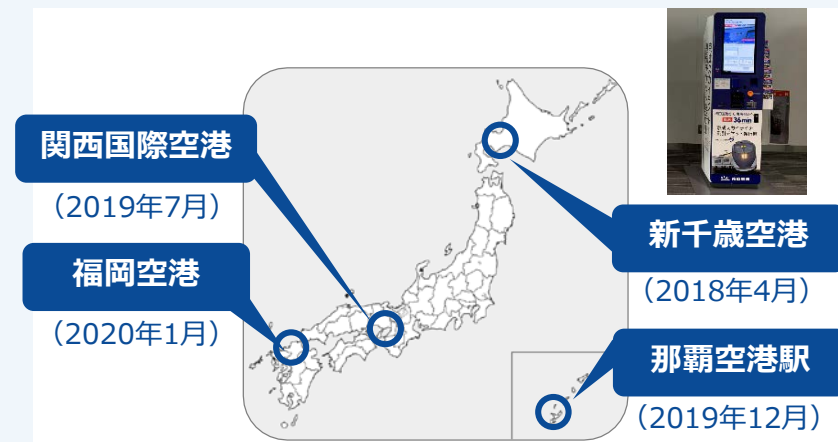 関西国際空港
（2019年7月）
福岡空港
（2020年1月）
新千歳空港
（2018年4月）
那覇空港駅
（2019年12月）
36min